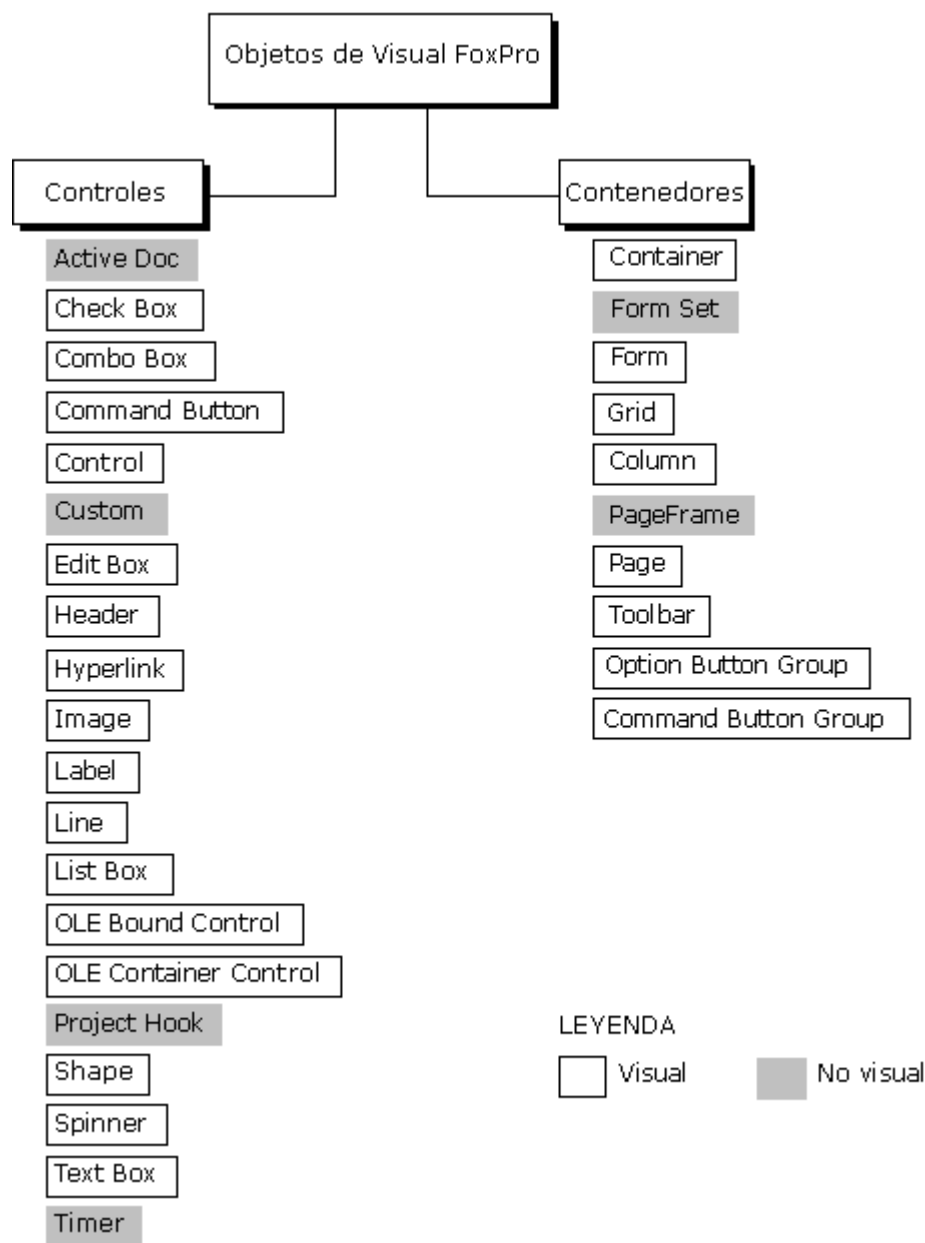 Objetos de Visual FoxPro
Controles
Active Doc
Check Box
Combo Box
Command Button
Control
Custom
Edit Box
Header
Hyperlink
Image
Label
Line
List Box
OLE Bound Control
OLE Container Control
Project Hook
Shape
Spinner
Text Box
Timer
Contenedores
Container
Form Set
Form
Grid
Column
PageFrame
Page
Toolbar
Option Button Group
Command Button Group
LEYENDA
Visual
No visual